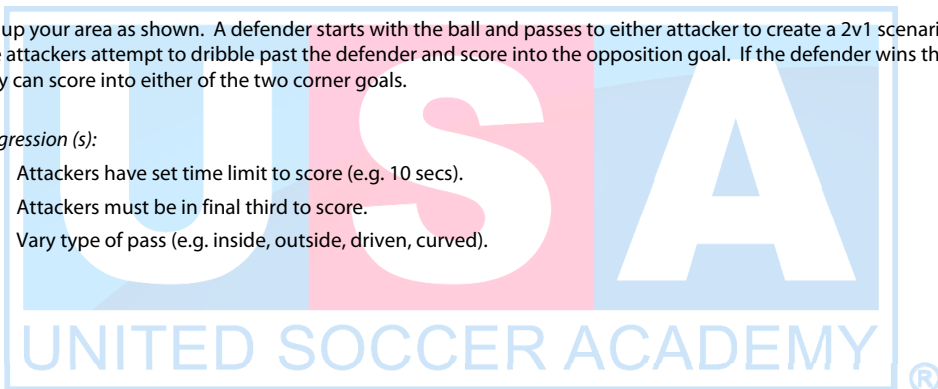 up your area as shown. A defender starts with the ball and passes to either attacker to create a 2v1 scenari
attackers attempt to dribble past the defender and score into the opposition goal. If the defender wins th
can score into either of the two corner goals.
gression (s):
Attackers have set time limit to score (e.g. 10 secs).
Attackers must be in final third to score.
Vary type of pass (e.g. inside, outside, driven, curved).
USA
UNITED SOCCER ACADEMY ®